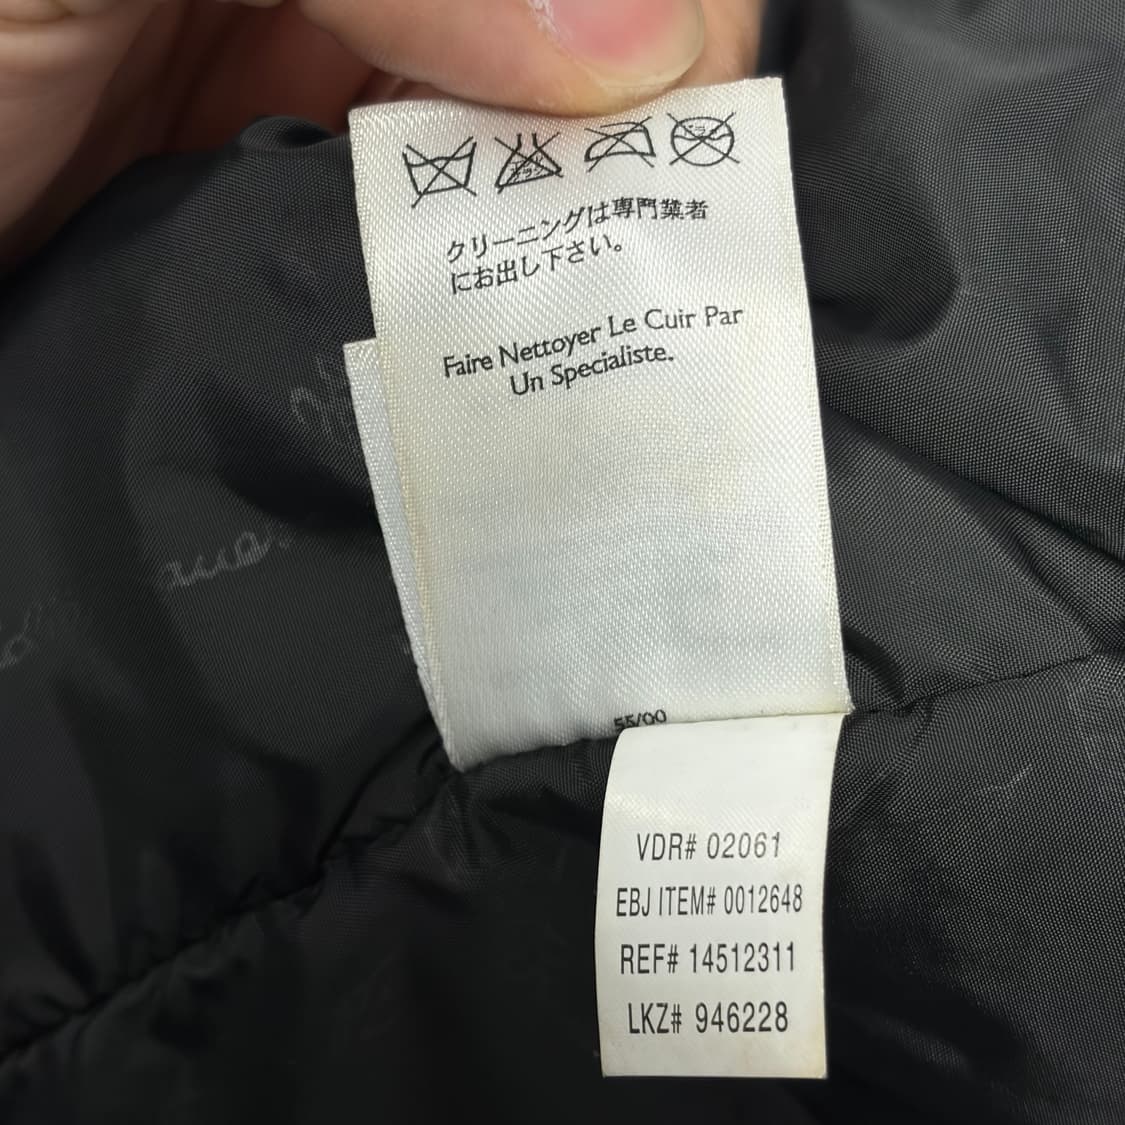 クリーニングは専門業者
にお出し下さい。
Faire Nettoyer Le Cuir Par
Un Specialiste.
55/00
VDR# 02061
EBJ ITEM# 0012648
REF# 14512311
LKZ# 946228